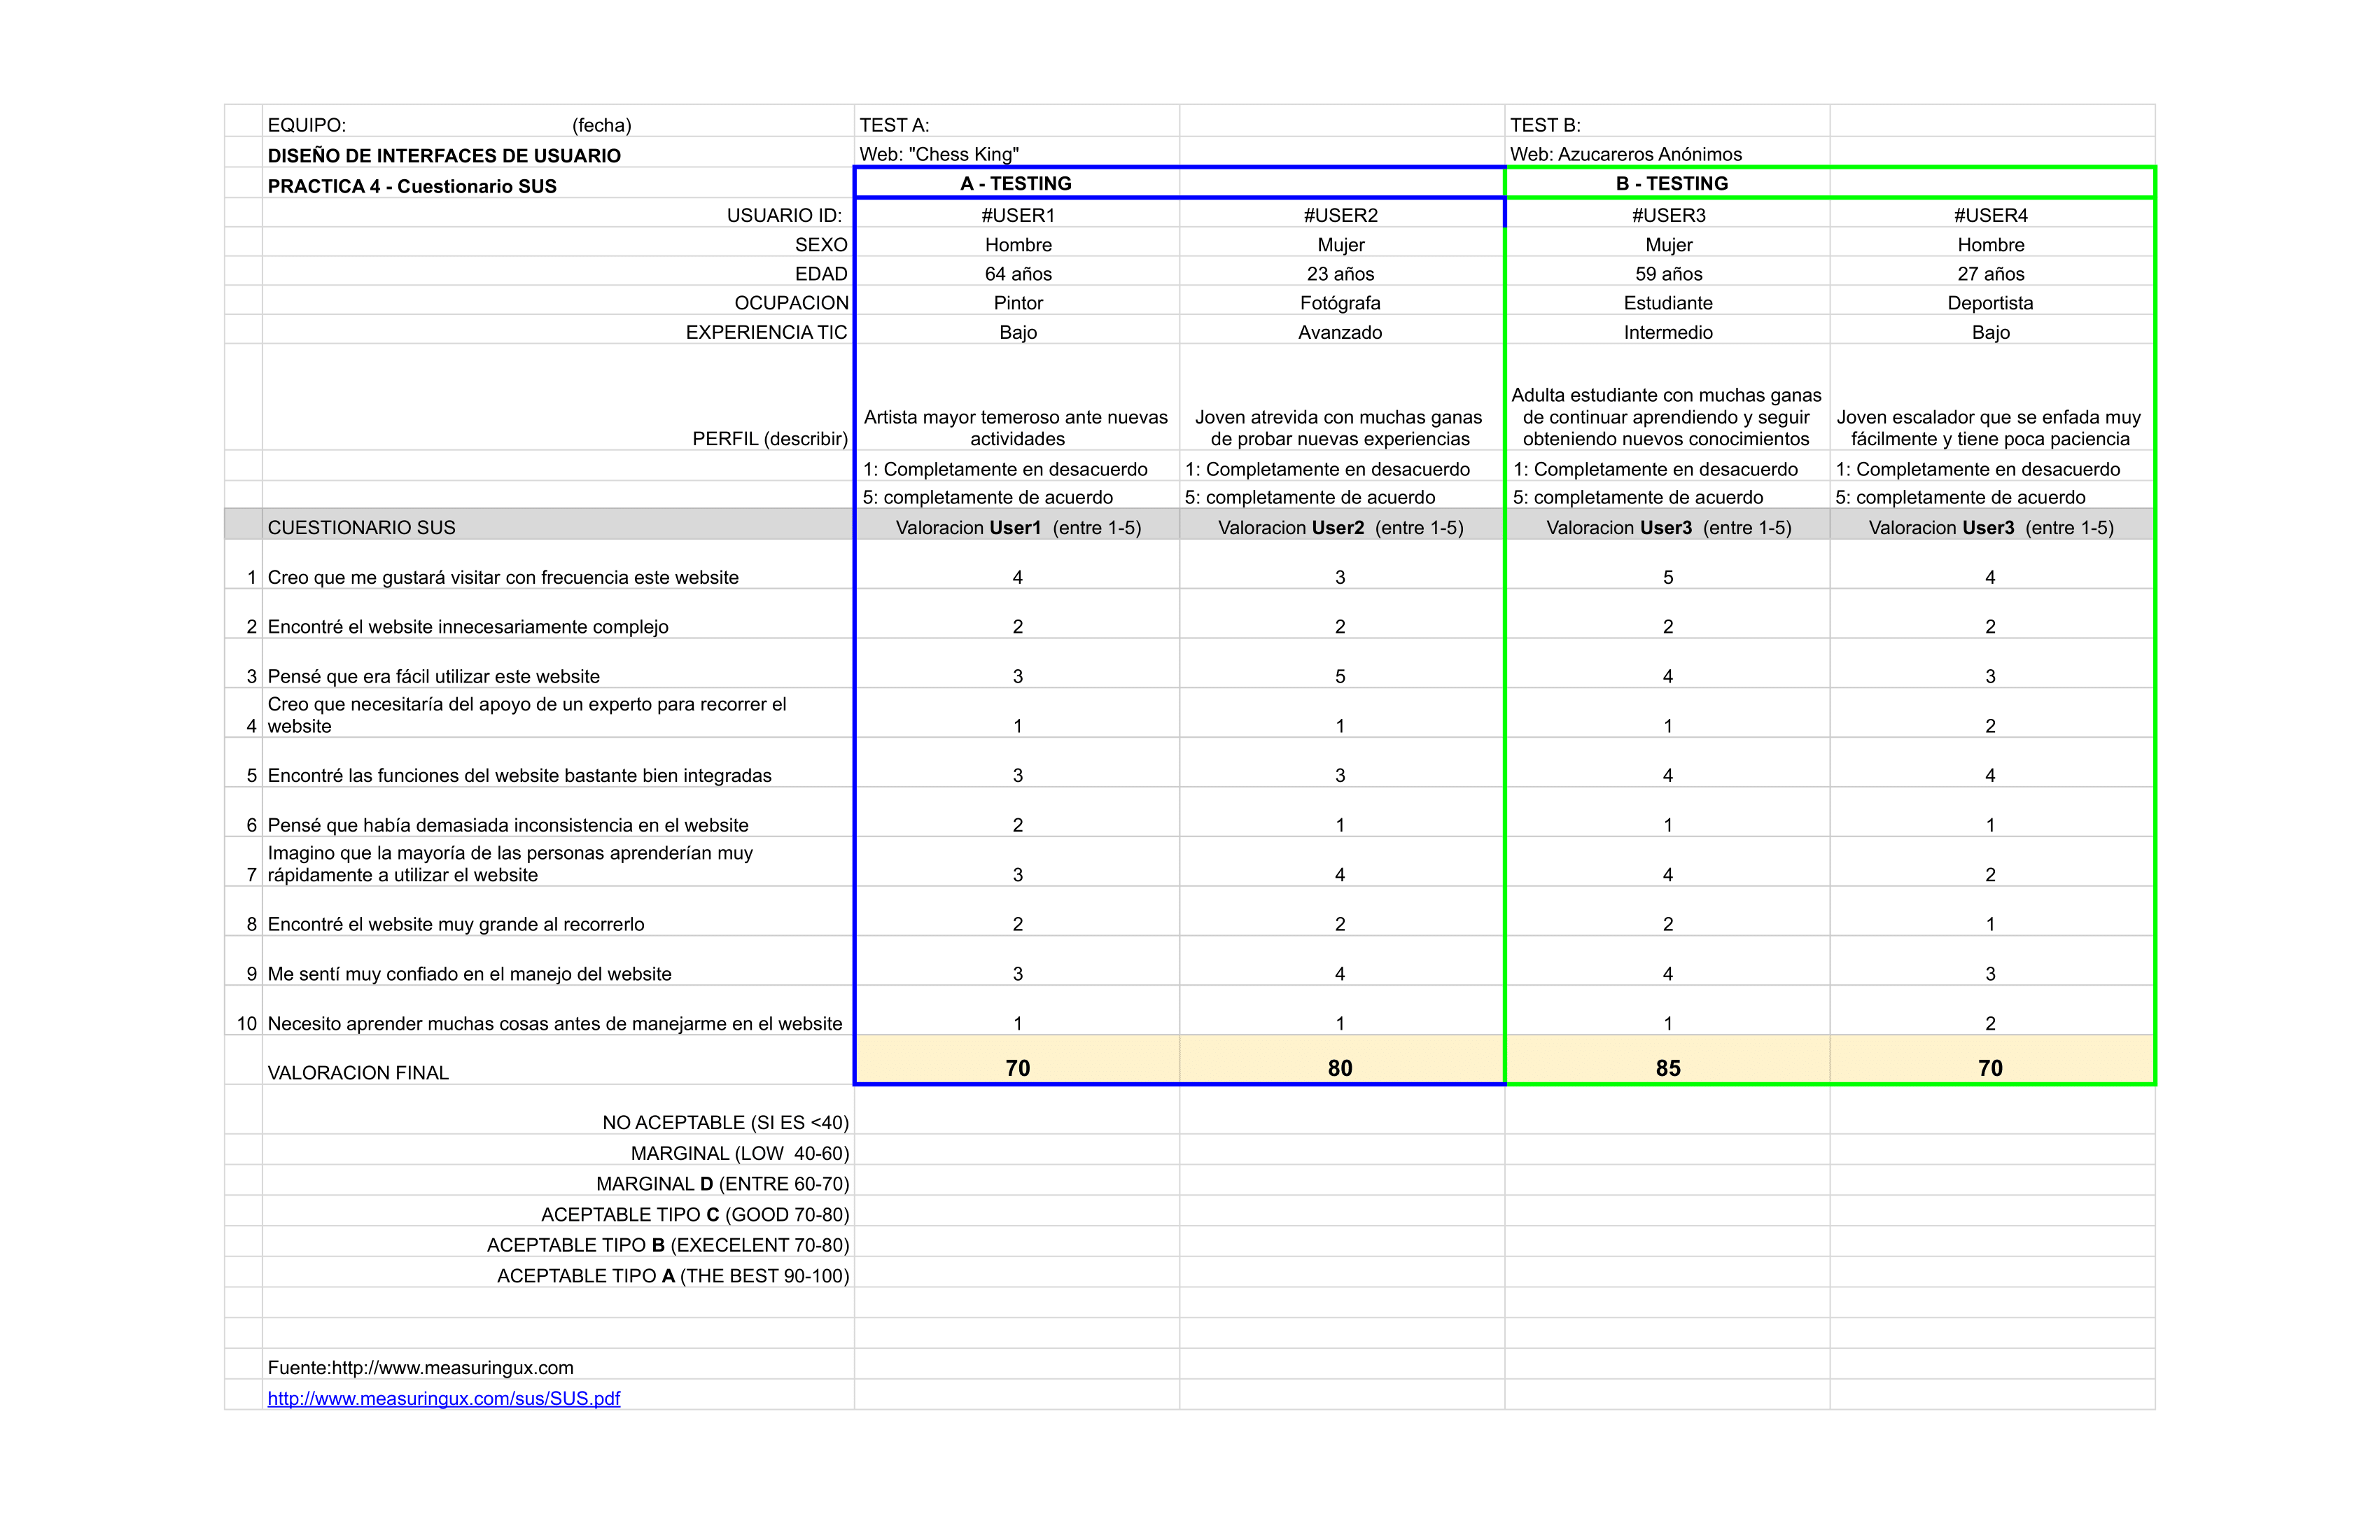 EQUIPO: (fecha) TEST A: TEST B:
DISEÑO DE INTERFACES DE USUARIO Web: "Chess King" Web: Azucareros Anónimos
PRACTICA 4 - Cuestionario SUS A - TESTING B - TESTING
USUARIO ID: #USER1 #USER2 #USER3 #USER4
SEXO Hombre Mujer Mujer Hombre
EDAD 64 años 23 años 59 años 27 años
OCUPACION Pintor Fotógrafa Estudiante Deportista
EXPERIENCIA TIC Bajo Avanzado Intermedio Bajo
PERFIL (describir)
Artista mayor temeroso ante nuevas
actividades
Joven atrevida con muchas ganas
de probar nuevas experiencias
Adulta estudiante con muchas ganas
de continuar aprendiendo y seguir
obteniendo nuevos conocimientos
Joven escalador que se enfada muy
fácilmente y tiene poca paciencia
1: Completamente en desacuerdo 1: Completamente en desacuerdo 1: Completamente en desacuerdo 1: Completamente en desacuerdo
5: completamente de acuerdo 5: completamente de acuerdo 5: completamente de acuerdo 5: completamente de acuerdo
CUESTIONARIO SUS Valoracion User1 (entre 1-5) Valoracion User2 (entre 1-5) Valoracion User3 (entre 1-5) Valoracion User3 (entre 1-5)
1 Creo que me gustará visitar con frecuencia este website 4 3 5 4
2 Encontré el website innecesariamente complejo 2 2 2 2
3 Pensé que era fácil utilizar este website 3 5 4 3
Creo que necesitaría del apoyo de un experto para recorrer el
4 website 1 1 1 2
5 Encontré las funciones del website bastante bien integradas 3 3 4 4
6 Pensé que había demasiada inconsistencia en el website 2 1 1 1
Imagino que la mayoría de las personas aprenderían muy
7 rápidamente a utilizar el website 3 4 4 2
8 Encontré el website muy grande al recorrerlo 2 2 2 1
9 Me sentí muy confiado en el manejo del website 3 4 4 3
10 Necesito aprender muchas cosas antes de manejarme en el website 1 1 1 2
VALORACION FINAL 70 80 85 70
NO ACEPTABLE (SI ES <40)
MARGINAL (LOW 40-60)
MARGINAL D (ENTRE 60-70)
ACEPTABLE TIPO C (GOOD 70-80)
ACEPTABLE TIPO B (EXECELENT 70-80)
ACEPTABLE TIPO A (THE BEST 90-100)
Fuente:http://www.measuringux.com
http://www.measuringux.com/sus/SUS.pdf